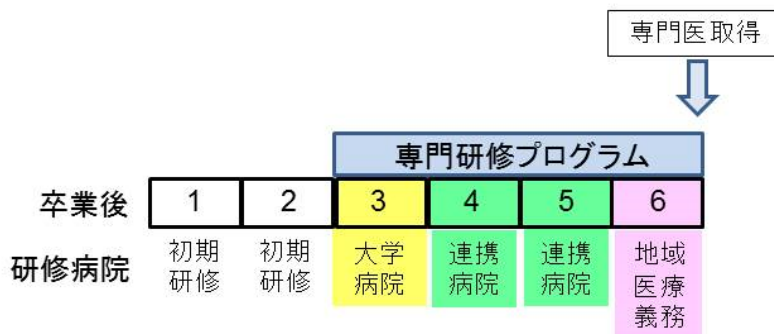 専門医取得
専門研修プログラム
卒業後 1 2 3 4 5 6
研修病院 初期 初期 大学 連携 連携 地域
研修 研修 病院 病院 病院 医療
義務